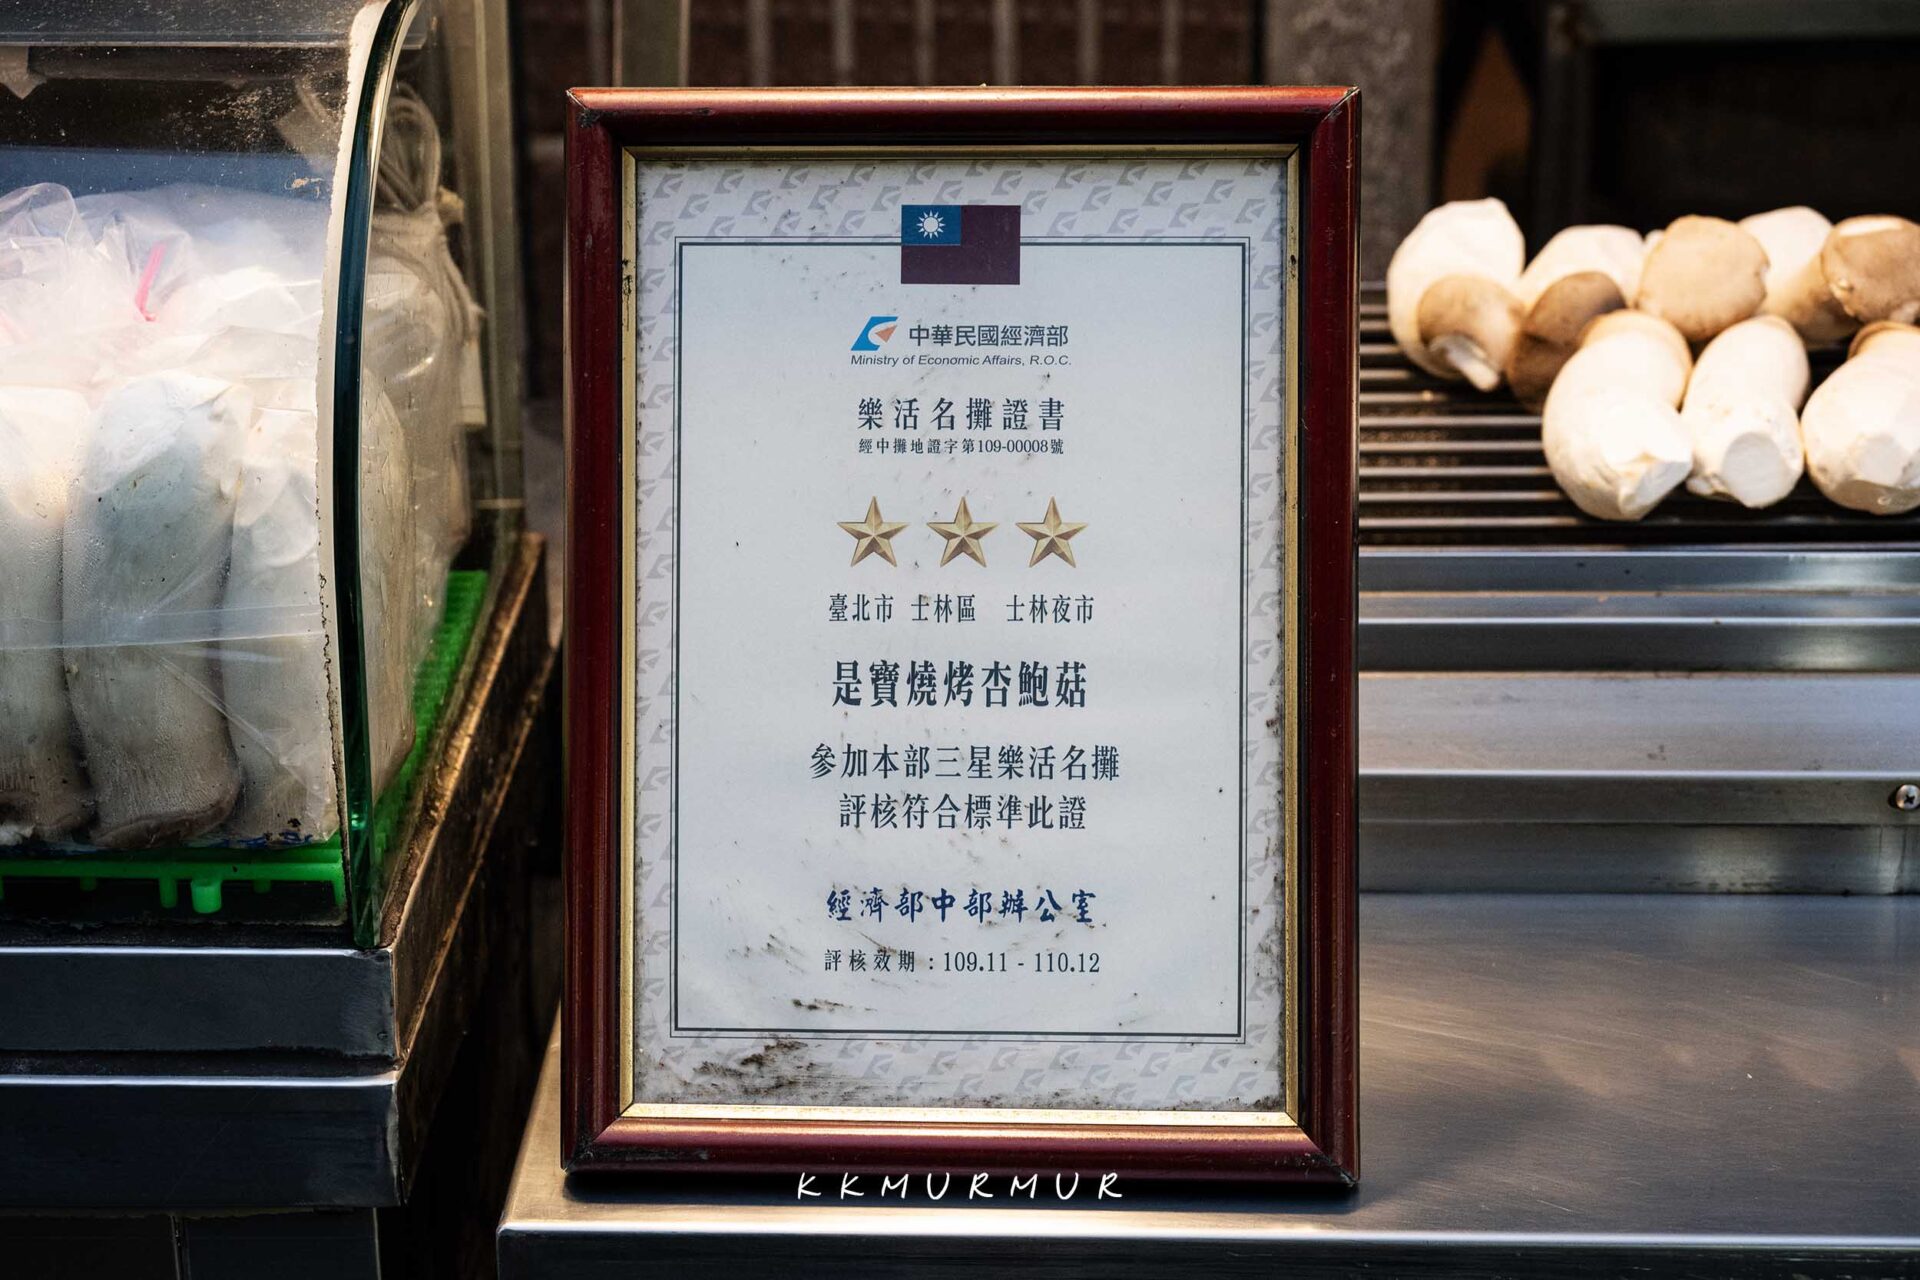 中華民國經濟部
Ministry of Economic Affairs, R.O.C.
樂活名攤證書
經中攤地證字第109-00008號
臺北市 士林區 士林夜市
是寶燒烤杏鮑菇
參加本部三星樂活名攤
評核符合標準此證
經濟部中部辦公室
評核效期：109.11 - 110.12
KKMURMUR